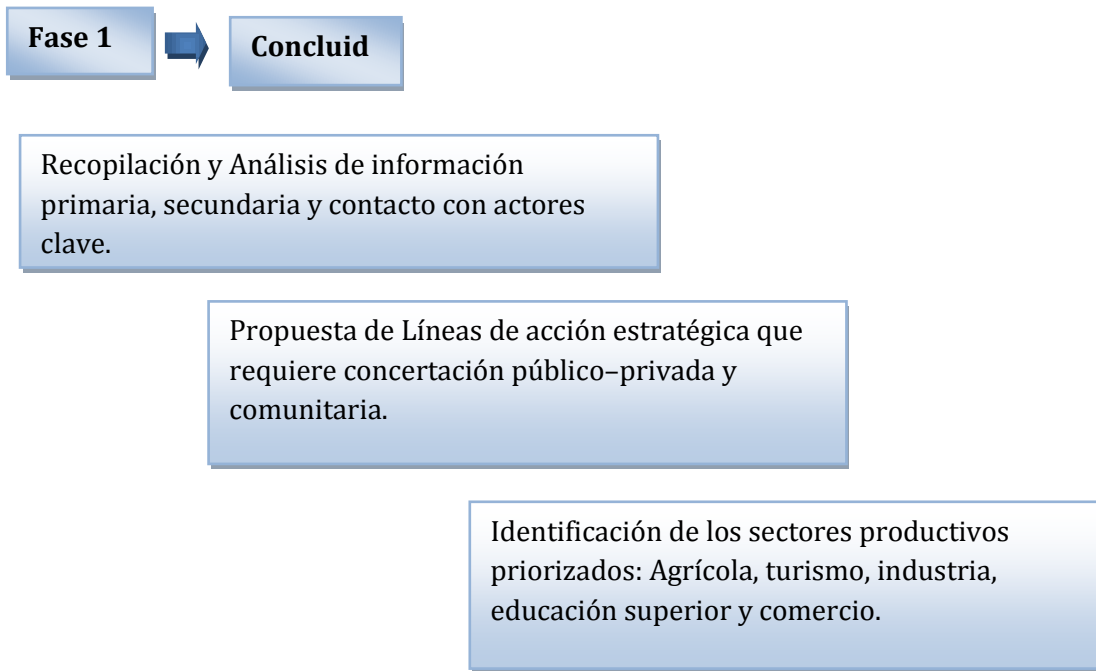 Fase 1
Concluid
Recopilación y Análisis de información
primaria, secundaria y contacto con actores
clave.
Propuesta de Líneas de acción estratégica que
requiere concertación público–privada y
comunitaria.
Identificación de los sectores productivos
priorizados: Agrícola, turismo, industria,
educación superior y comercio.